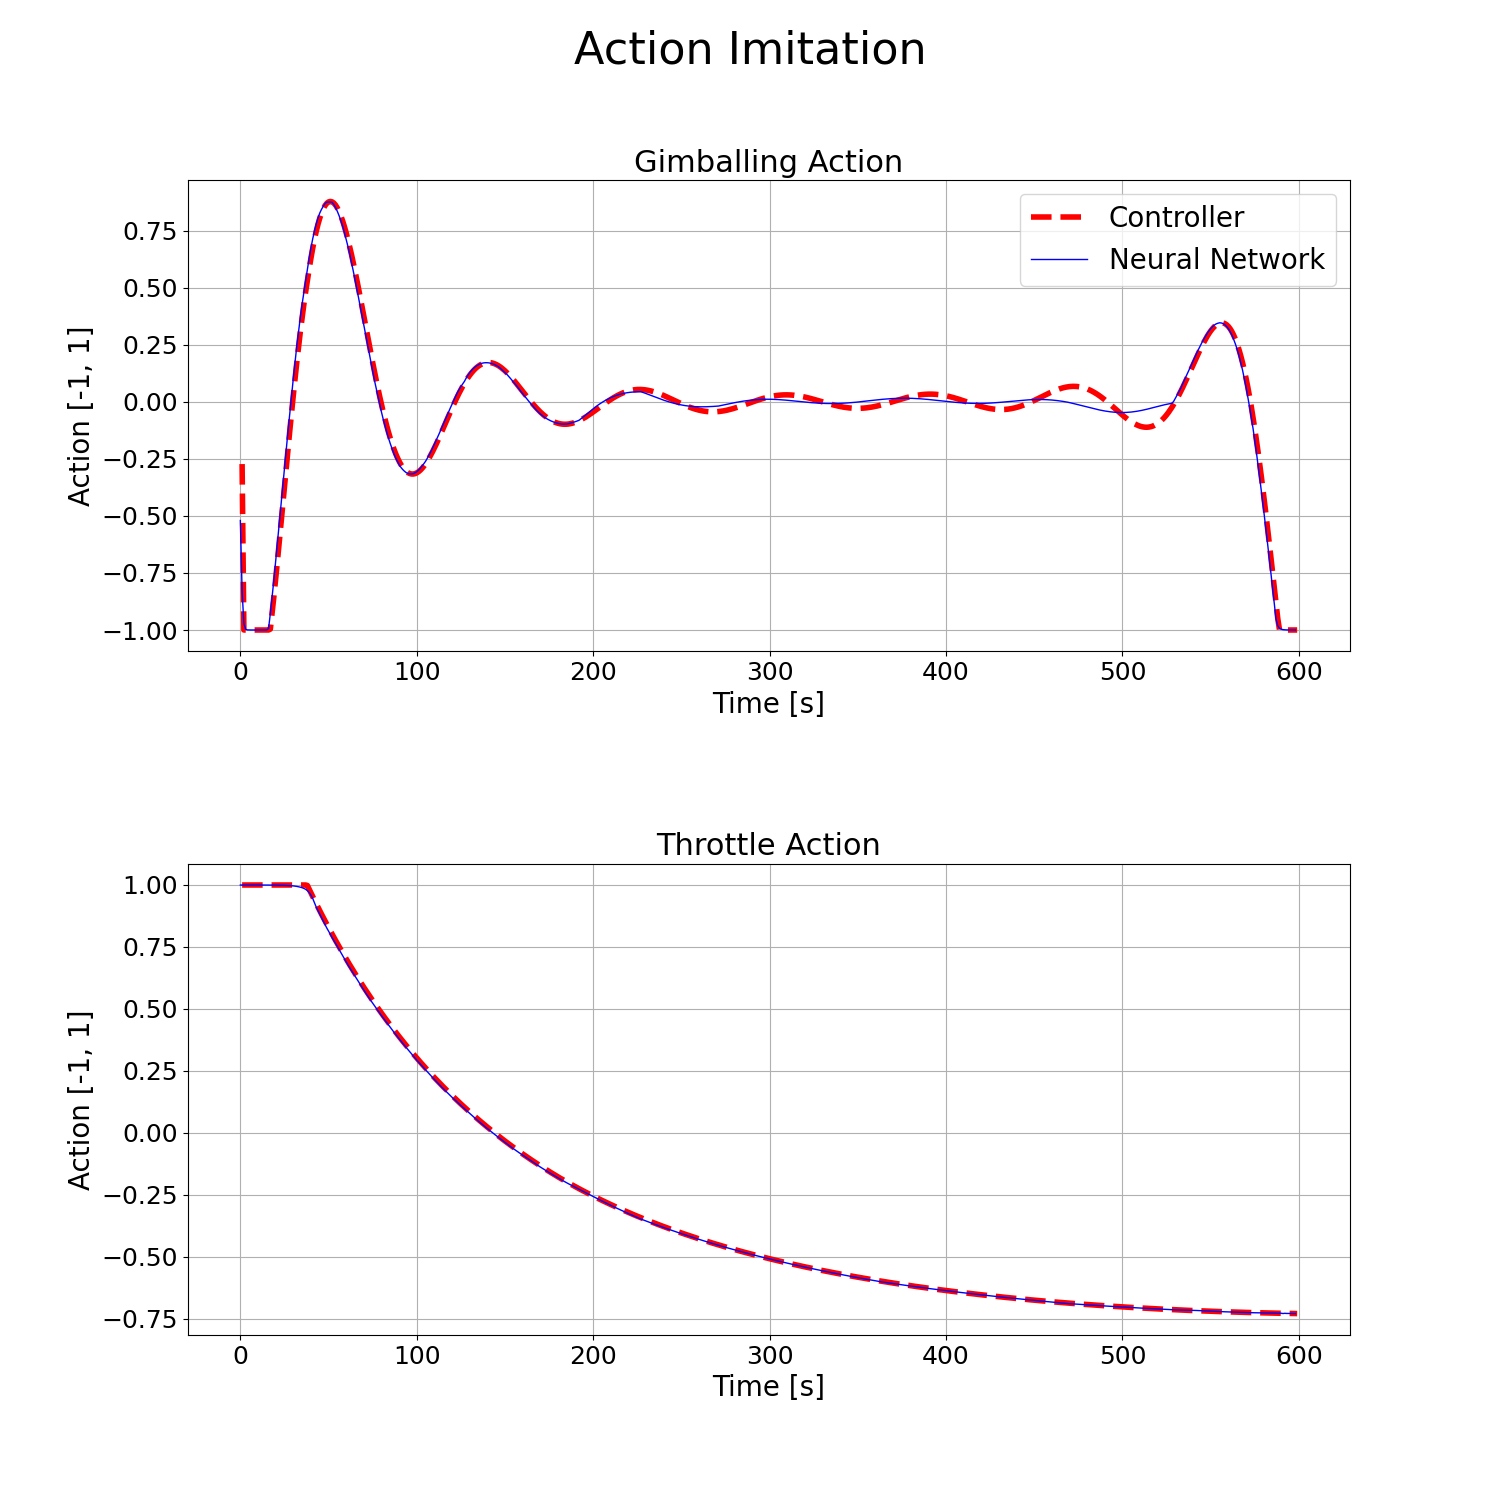 Action Imitation
Gimballing Action
Controller
Neural Network
0.75
0.50
0.25
0.00
−0.25
−0.50
−0.75
−1.00
Action [-1, 1]
0 100 200 300 400 500 600
Time [s]
Throttle Action
1.00
0.75
0.50
0.25
0.00
−0.25
−0.50
−0.75
Action [-1, 1]
0 100 200 300 400 500 600
Time [s]